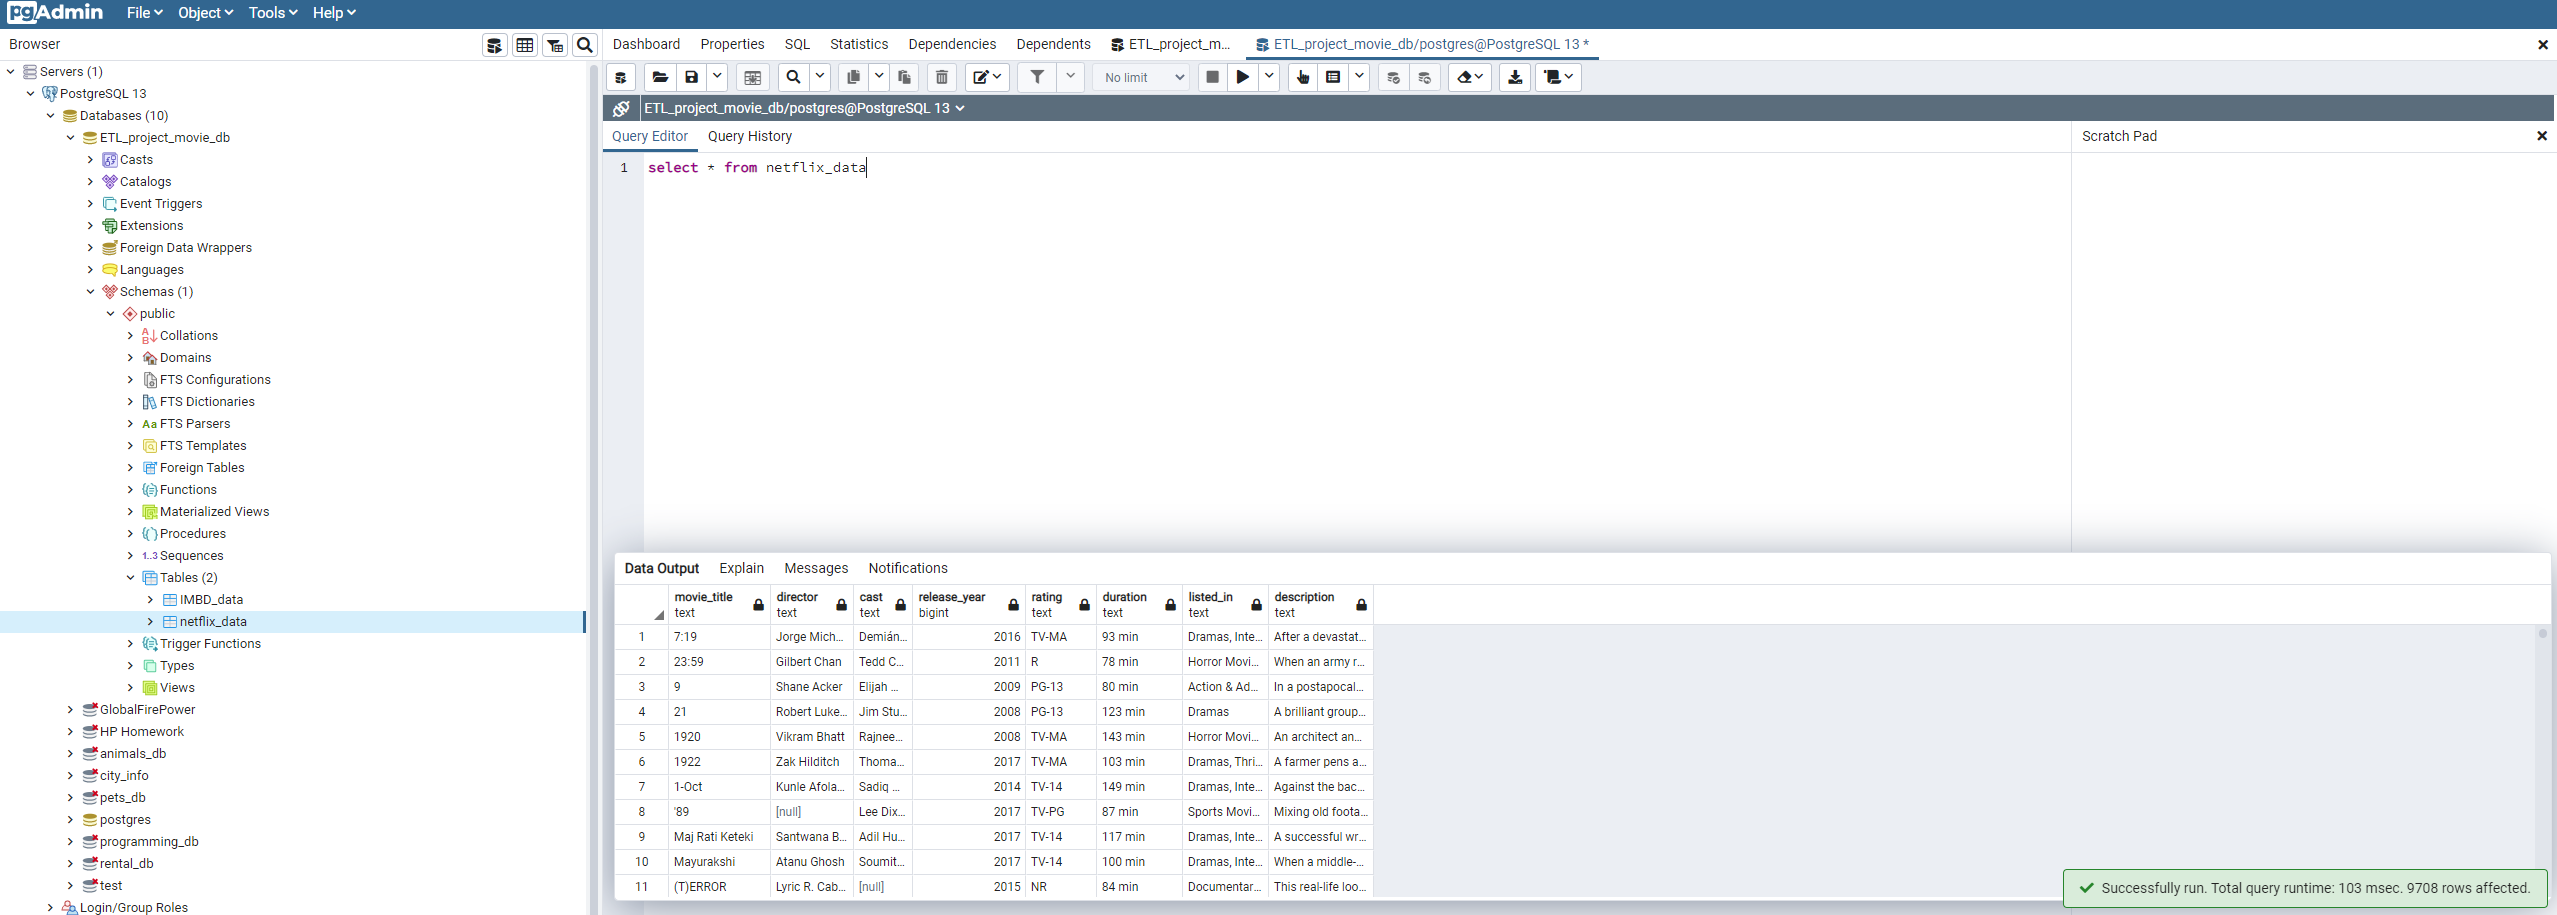 pgAdmin File Object Tools Help
Browser
Dashboard Properties SQL Statistics Dependencies Dependents ETL_project_m... ETL_project_movie_db/postgres@PostgreSQL 13 *
Servers (1)
PostgreSQL 13
Databases (10)
ETL_project_movie_db
Casts
Catalogs
Event Triggers
Extensions
Foreign Data Wrappers
Languages
Schemas (1)
public
Collations
Domains
FTS Configurations
FTS Dictionaries
Aa FTS Parsers
FTS Templates
Foreign Tables
Functions
Materialized Views
Procedures
1..3 Sequences
Tables (2)
IMBD_data
netflix_data
Trigger Functions
Types
Views
GlobalFirePower
HP Homework
animals_db
city_info
pets_db
postgres
programming_db
rental_db
test
Login/Group Roles
No limit
ETL_project_movie_db/postgres@PostgreSQL 13
Query Editor Query History
Scratch Pad
1 select * from netflix_data
Data Output Explain Messages Notifications
movie_title director cast release_year rating duration listed_in description
text text text bigint text text text text
1 7:19 Jorge Mich... Demián... 2016 TV-MA 93 min Dramas, Inte... After a devastat...
2 23:59 Gilbert Chan Tedd C... 2011 R 78 min Horror Movi... When an army r...
3 9 Shane Acker Elijah ... 2009 PG-13 80 min Action & Ad... In a postapocal...
4 21 Robert Luke... Jim Stu... 2008 PG-13 123 min Dramas A brilliant group...
5 1920 Vikram Bhatt Rajnee... 2008 TV-MA 143 min Horror Movi... An architect an...
6 1922 Zak Hilditch Thoma... 2017 TV-MA 103 min Dramas, Thri... A farmer pens a...
7 1-Oct Kunle Afola... Sadiq ... 2014 TV-14 149 min Dramas, Inte... Against the bac...
8 '89 [null] Lee Dix... 2017 TV-PG 87 min Sports Movi... Mixing old foota...
9 Maj Rati Keteki Santwana B... Adil Hu... 2017 TV-14 117 min Dramas, Inte... A successful wr...
10 Mayurakshi Atanu Ghosh Soumit... 2017 TV-14 100 min Dramas, Inte... When a middle-...
11 (T)ERROR Lyric R. Cab... [null] 2015 NR 84 min Documentar... This real-life loo...
Successfully run. Total query runtime: 103 msec. 9708 rows affected.